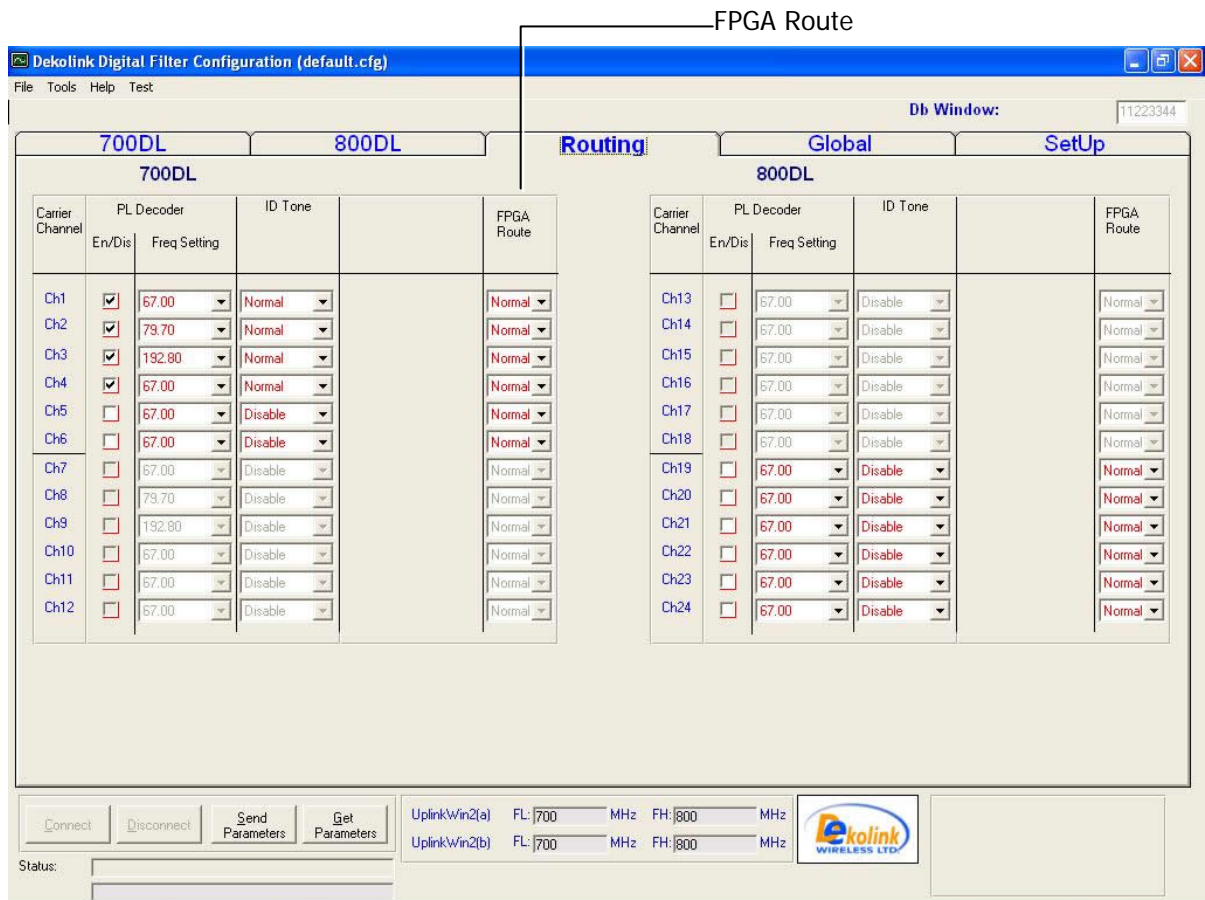 FPGA Route
Dekolink Digital Filter Configuration (default.cfg)
File Tools Help Test
Db Window: 11223344
700DL 800DL Routing Global SetUp
700DL 800DL
Carrier Channel PL Decoder En/Dis Freq Setting ID Tone FPGA Route Carrier Channel PL Decoder En/Dis Freq Setting ID Tone FPGA Route
Ch1 67.00 Normal Normal Ch13 67.00 Disable Normal
Ch2 79.70 Normal Normal Ch14 67.00 Disable Normal
Ch3 192.80 Normal Normal Ch15 67.00 Disable Normal
Ch4 67.00 Normal Normal Ch16 67.00 Disable Normal
Ch5 67.00 Disable Normal Ch17 67.00 Disable Normal
Ch6 67.00 Disable Normal Ch18 67.00 Disable Normal
Ch7 67.00 Disable Normal Ch19 67.00 Disable Normal
Ch8 79.70 Disable Normal Ch20 67.00 Disable Normal
Ch9 192.80 Disable Normal Ch21 67.00 Disable Normal
Ch10 67.00 Disable Normal Ch22 67.00 Disable Normal
Ch11 67.00 Disable Normal Ch23 67.00 Disable Normal
Ch12 67.00 Disable Normal Ch24 67.00 Disable Normal
Connect Disconnect Send Parameters Get Parameters
UplinkWin2(a) FL: 700 MHz FH: 800 MHz
UplinkWin2(b) FL: 700 MHz FH: 800 MHz
Dekolink
WIRELESS LTD.
Status: